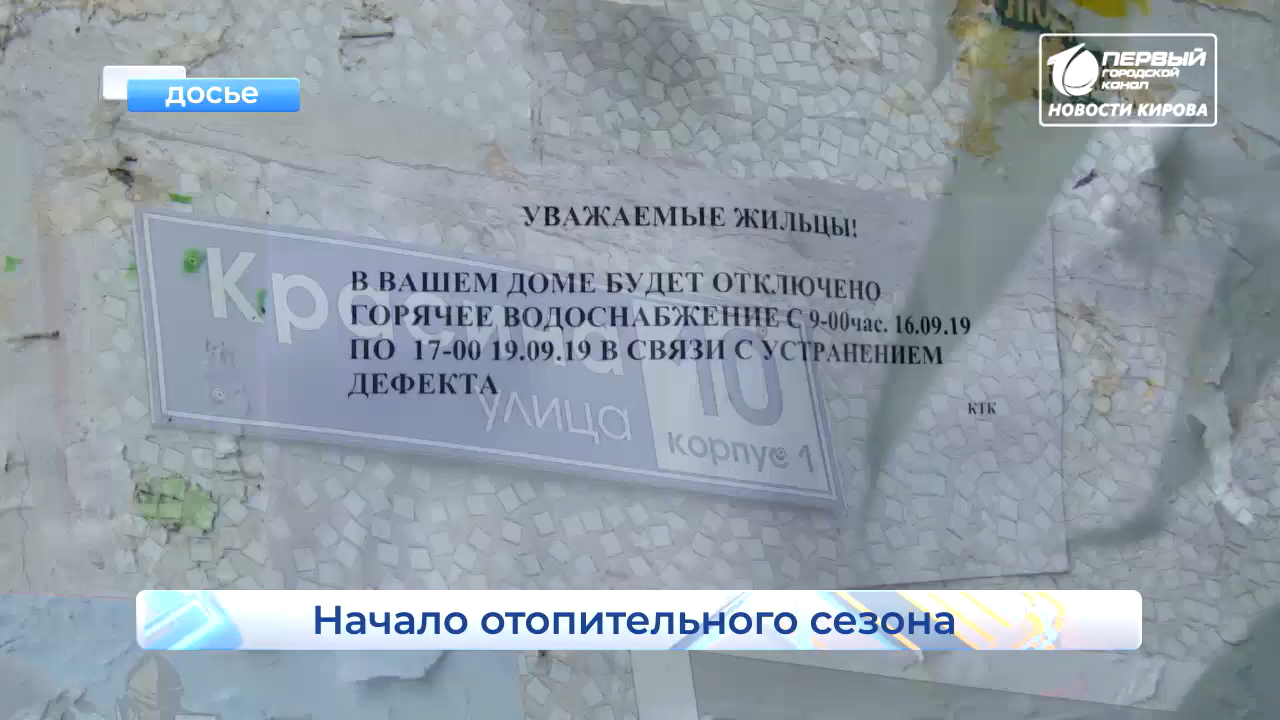 досье
ПЕРВЫЙ
ГОРОДСКОЙ
КАНАЛ
НОВОСТИ КИРОВА
УВАЖАЕМЫЕ ЖИЛЬЦЫ!
В ВАШЕМ ДОМЕ БУДЕТ ОТКЛЮЧЕНО
ГОРЯЧЕЕ ВОДОСНАБЖЕНИЕ С 9-00час. 16.09.19
ПО 17-00 19.09.19 В СВЯЗИ С УСТРАНЕНИЕМ
ДЕФЕКТА
КТК
улица
10
корпус 1
Начало отопительного сезона